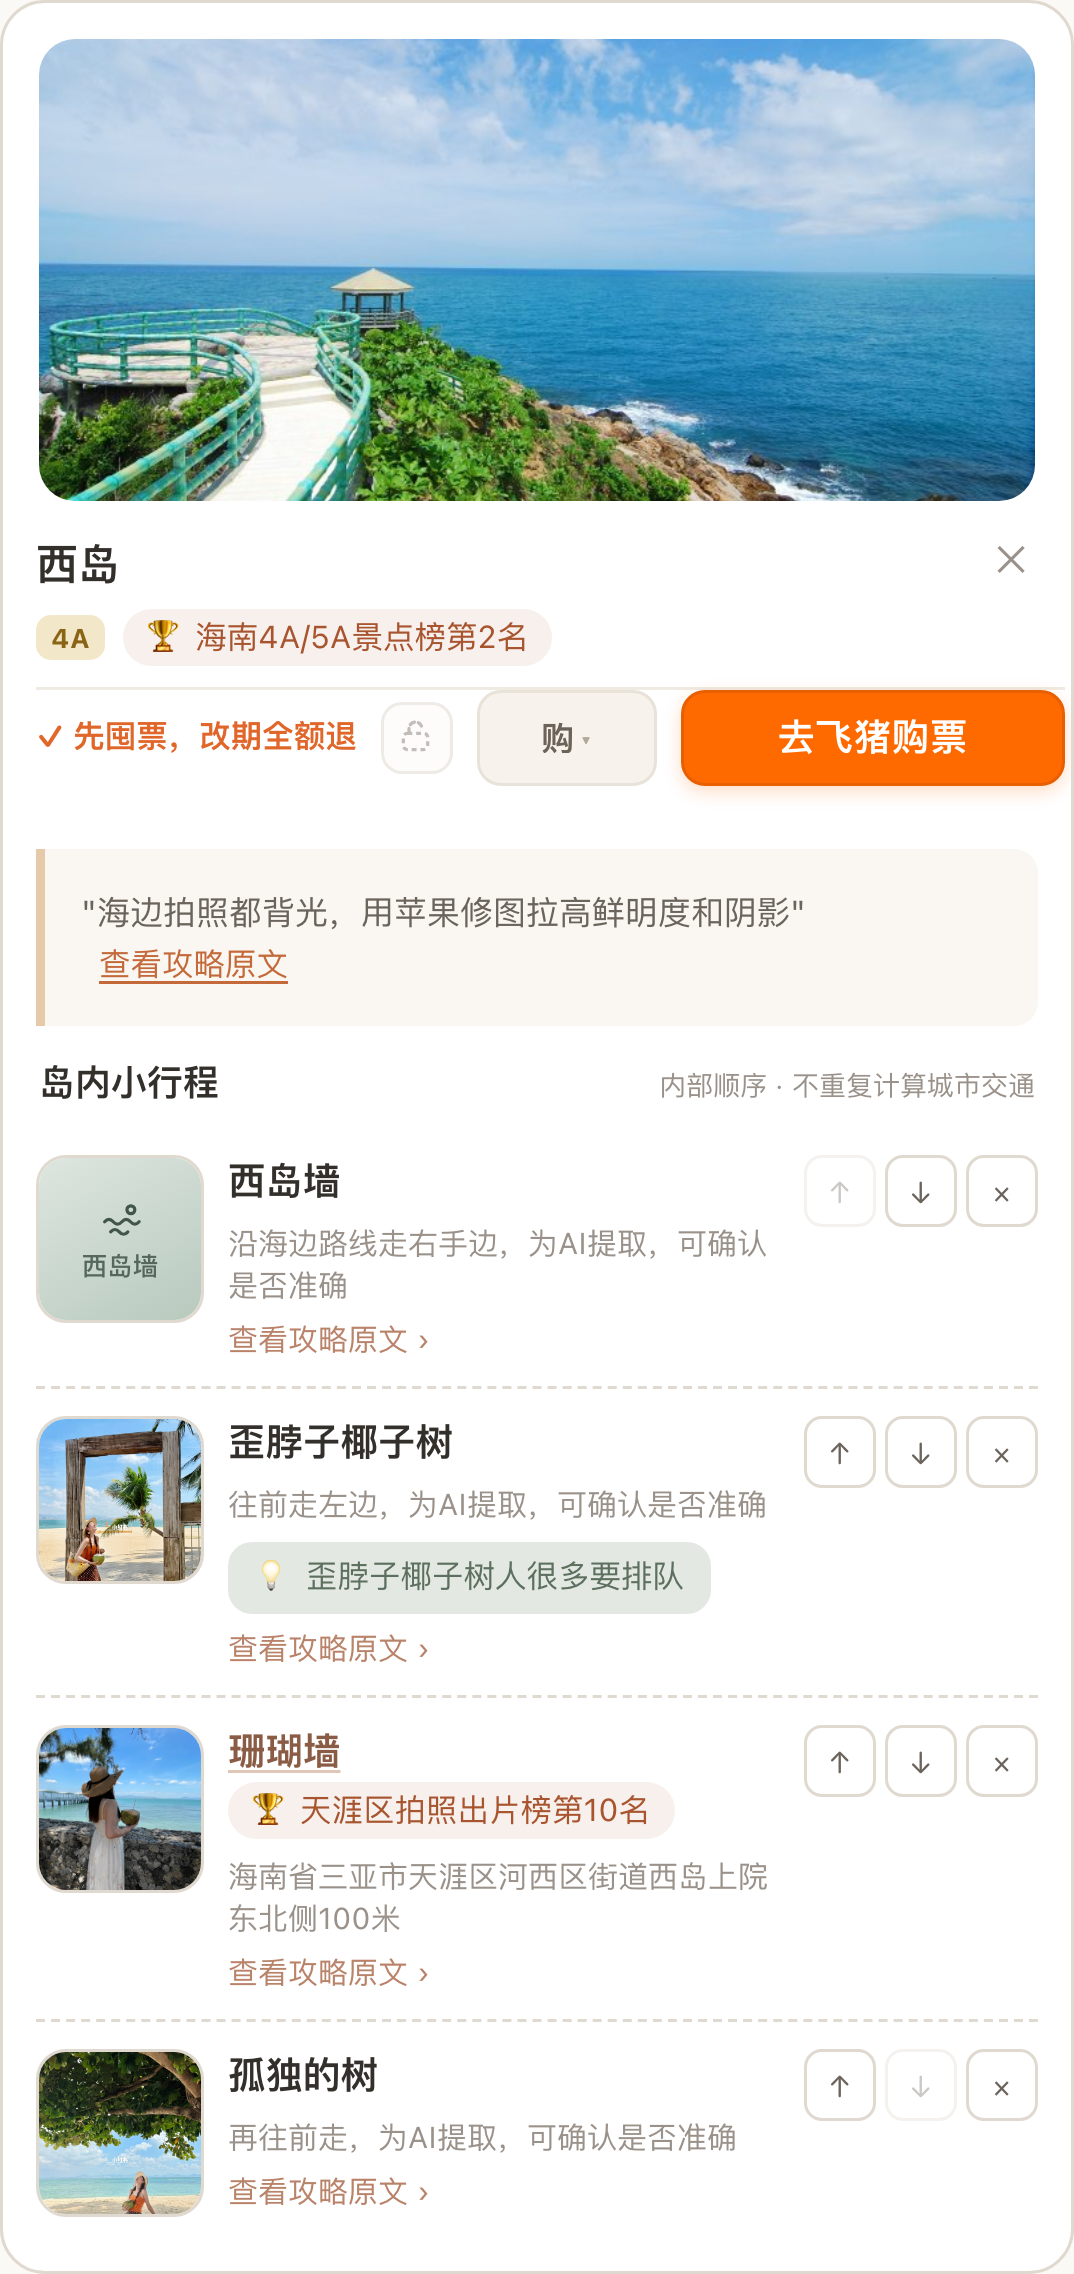 西岛
4A
海南4A/5A景点榜第2名
先囤票，改期全额退
购
去飞猪购票
"海边拍照都背光，用苹果修图拉高鲜明度和阴影"
查看攻略原文
岛内小行程
内部顺序 · 不重复计算城市交通
西岛墙
西岛墙
沿海边路线走右手边，为AI提取，可确认
是否准确
查看攻略原文 ›
歪脖子椰子树
往前走左边，为AI提取，可确认是否准确
歪脖子椰子树人很多要排队
查看攻略原文 ›
珊瑚墙
天涯区拍照出片榜第10名
海南省三亚市天涯区河西区街道西岛上院
东北侧100米
查看攻略原文 ›
孤独的树
再往前走，为AI提取，可确认是否准确
查看攻略原文 ›